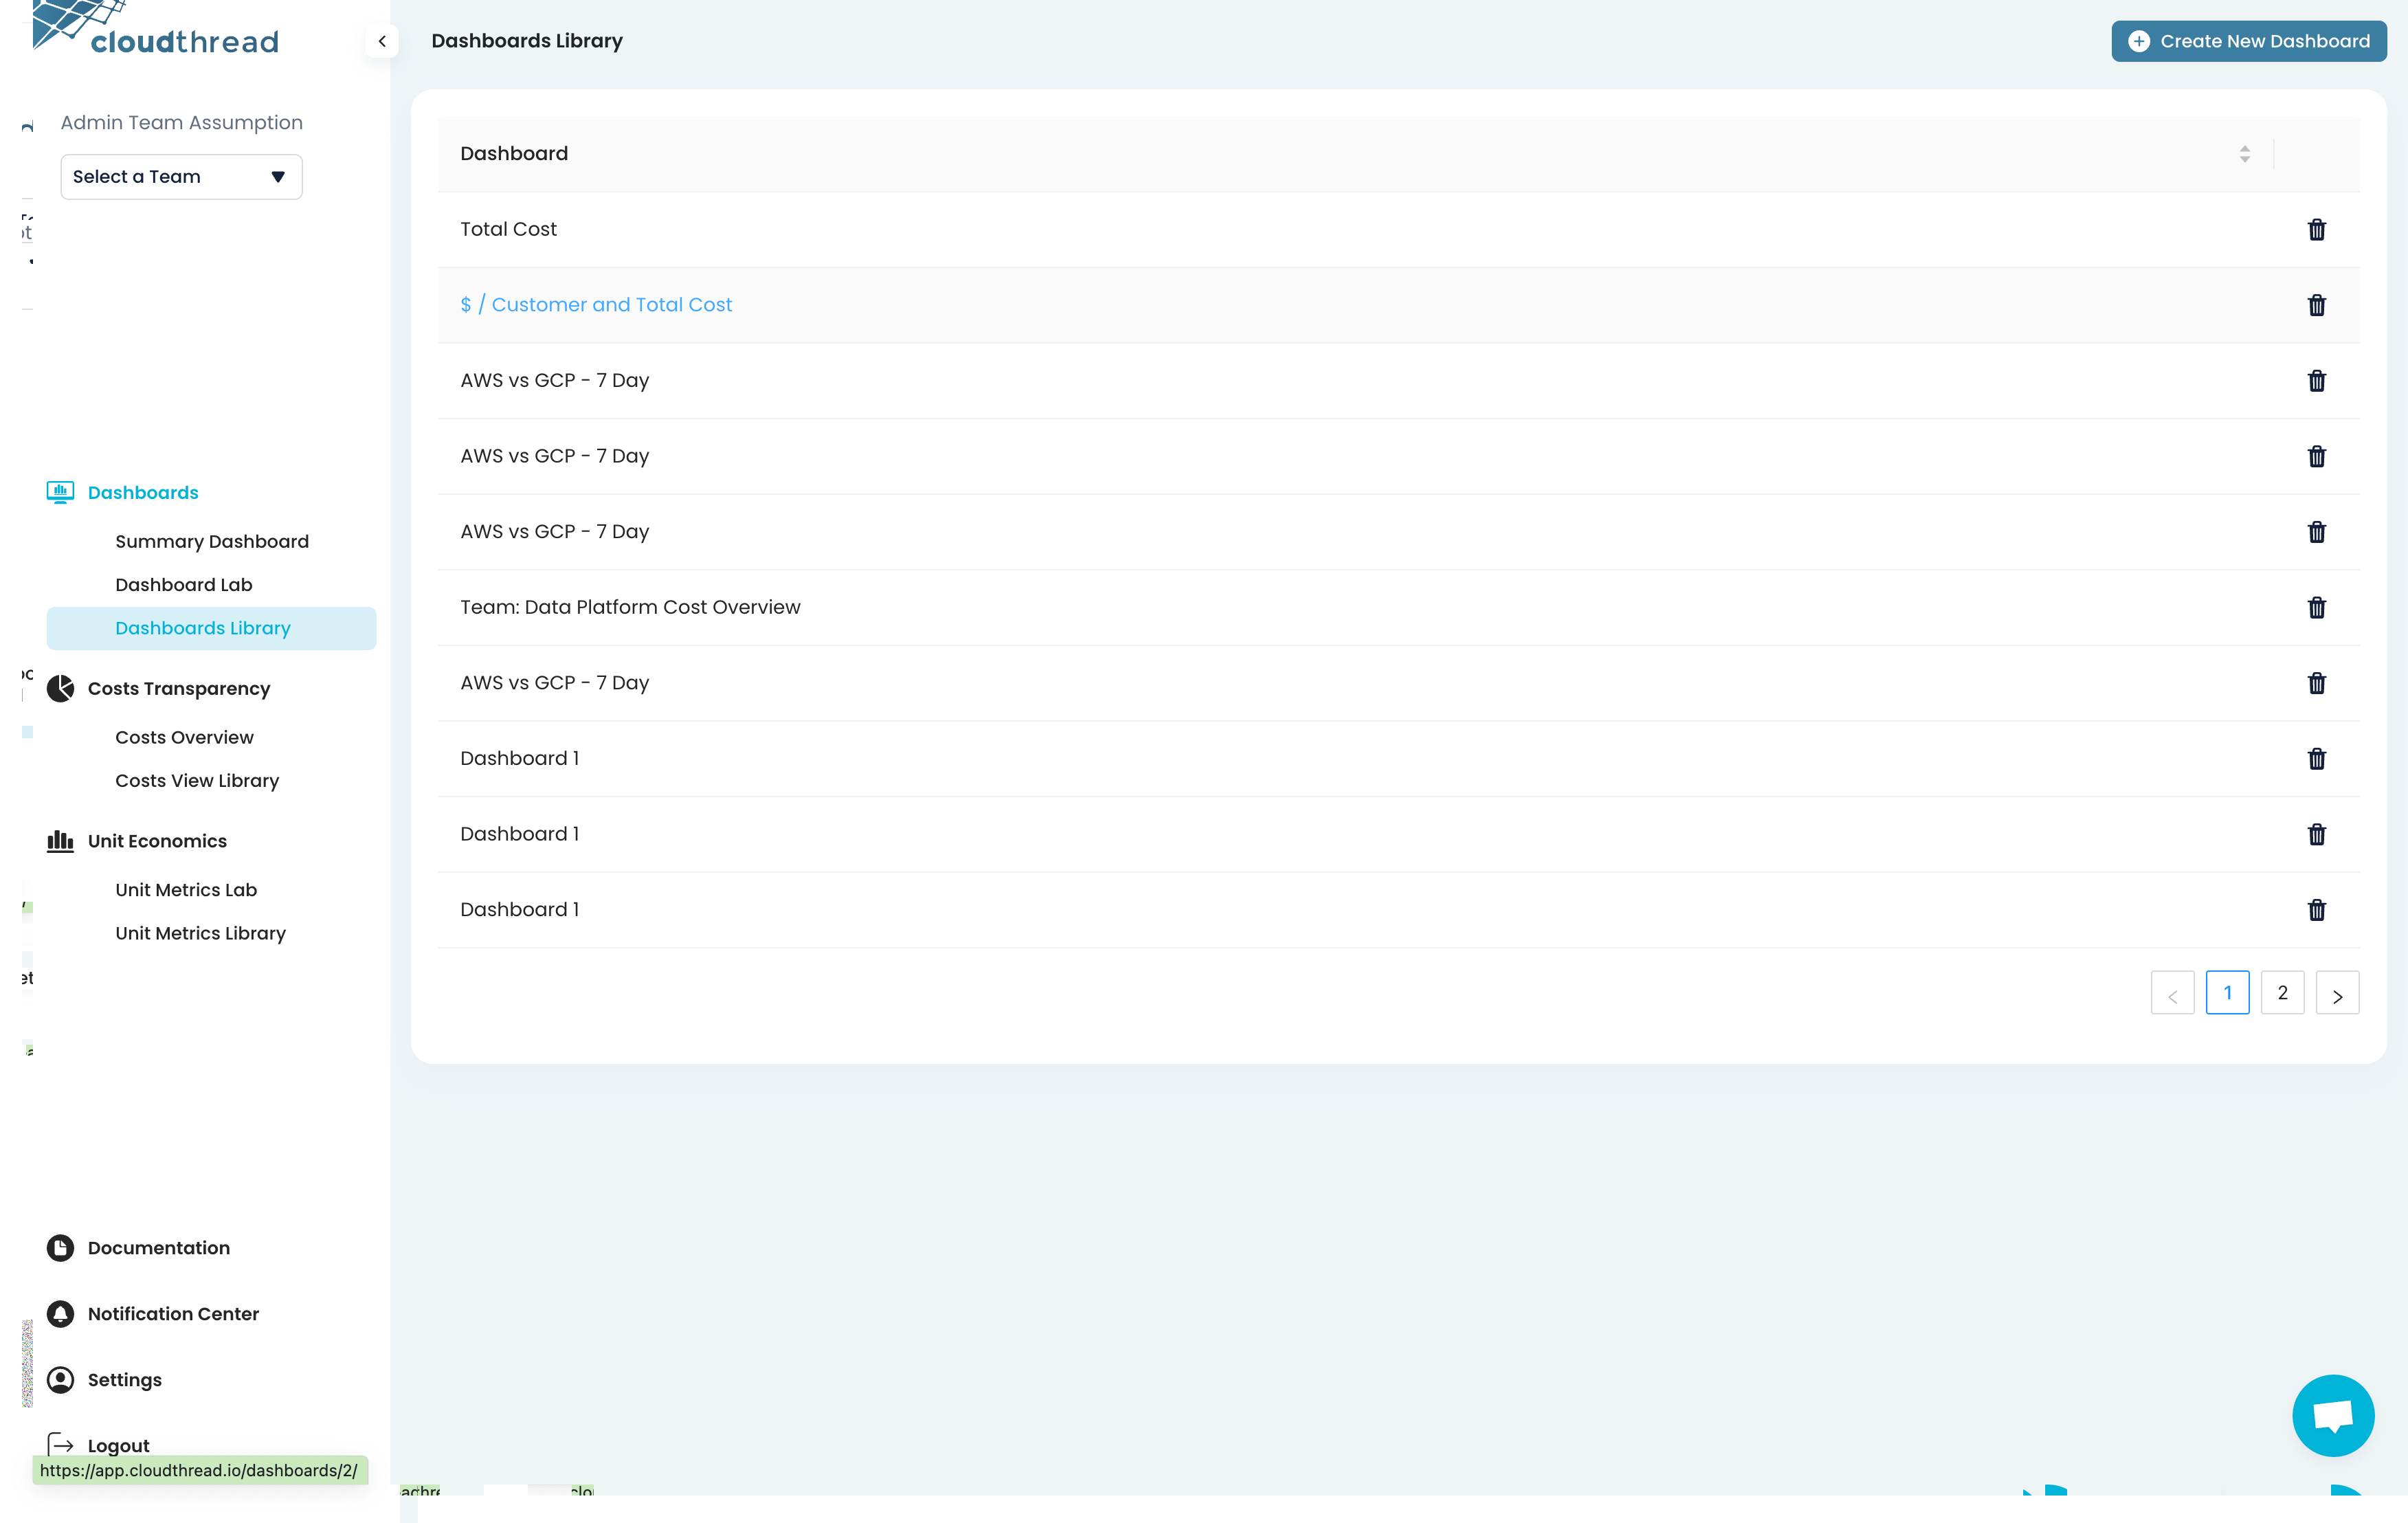 cloudthread
Dashboards Library
Create New Dashboard
Admin Team Assumption
Select a Team
Dashboard
Total Cost
$ / Customer and Total Cost
AWS vs GCP - 7 Day
AWS vs GCP - 7 Day
AWS vs GCP - 7 Day
Team: Data Platform Cost Overview
AWS vs GCP - 7 Day
Dashboard 1
Dashboard 1
Dashboard 1
1
2
Dashboards
Summary Dashboard
Dashboard Lab
Dashboards Library
Costs Transparency
Costs Overview
Costs View Library
Unit Economics
Unit Metrics Lab
Unit Metrics Library
Documentation
Notification Center
Settings
Logout
https://app.cloudthread.io/dashboards/2/